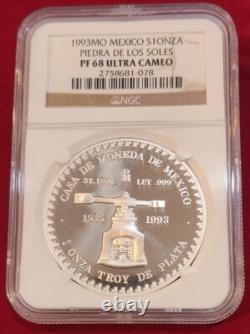 1993MO MEXICO S1ONZA
PIEDRA DE LOS SOLES
PF 68 ULTRA CAMEO
2758681-078
NGC
CASA DE MONEDA DE MEXICO
31.103g. LEY .999
1535 1993
1 ONZA TROY DE PLATA